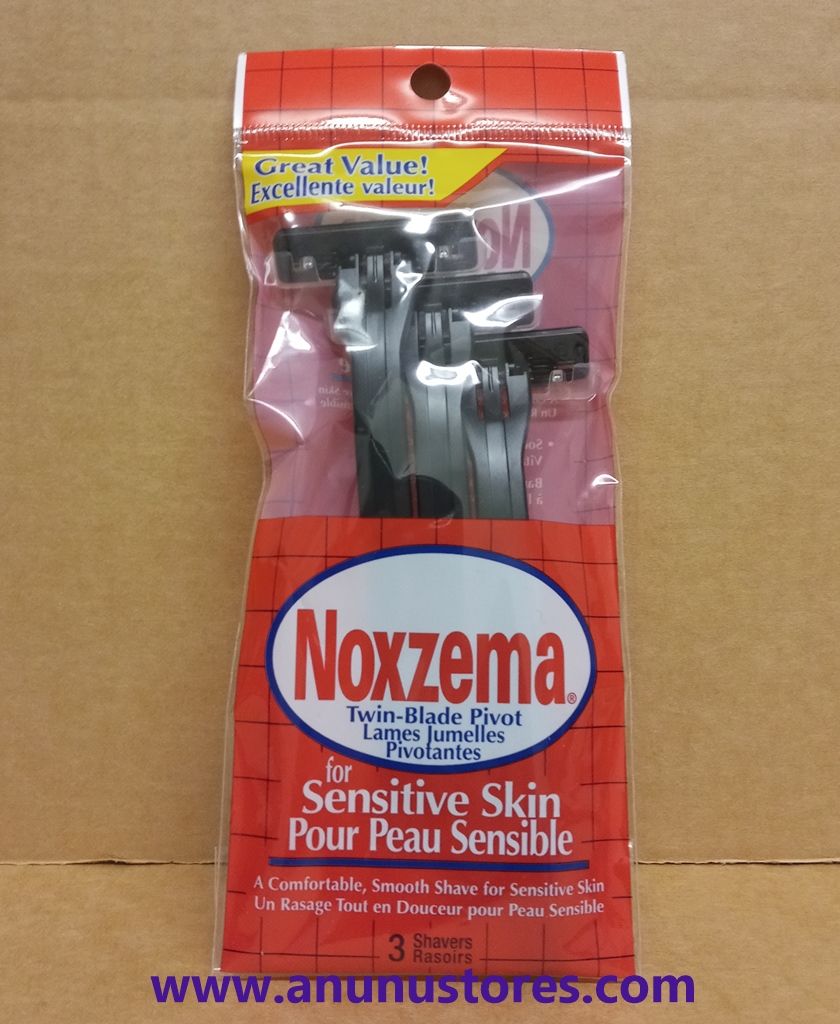 Great Value!
Excellente valeur!
Noxzema®
Twin-Blade Pivot
Lames Jumelles
Pivotantes
for
Sensitive Skin
Pour Peau Sensible
A Comfortable, Smooth Shave for Sensitive Skin
Un Rasage Tout en Douceur pour Peau Sensible
3 Shavers
Rasoirs
www.anunustores.com